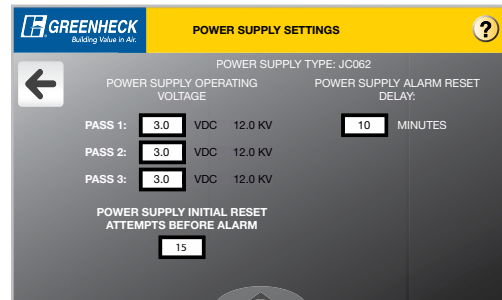 GREENHECK
Building Value in Air.
POWER SUPPLY SETTINGS
?
POWER SUPPLY TYPE: JC062
POWER SUPPLY OPERATING
VOLTAGE
PASS 1: 3.0 VDC 12.0 KV
PASS 2: 3.0 VDC 12.0 KV
PASS 3: 3.0 VDC 12.0 KV
POWER SUPPLY INITIAL RESET
ATTEMPTS BEFORE ALARM
15
POWER SUPPLY ALARM RESET
DELAY:
10 MINUTES